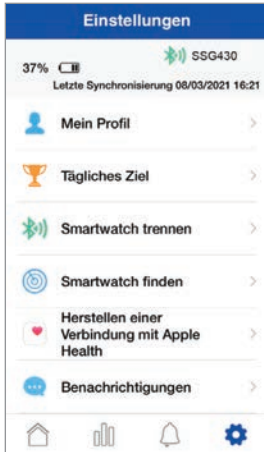 Einstellungen
SSG430
37%
Letzte Synchronisierung 08/03/2021 16:21
Mein Profil
Tägliches Ziel
Smartwatch trennen
Smartwatch finden
Herstellen einer
Verbindung mit Apple
Health
Benachrichtigungen